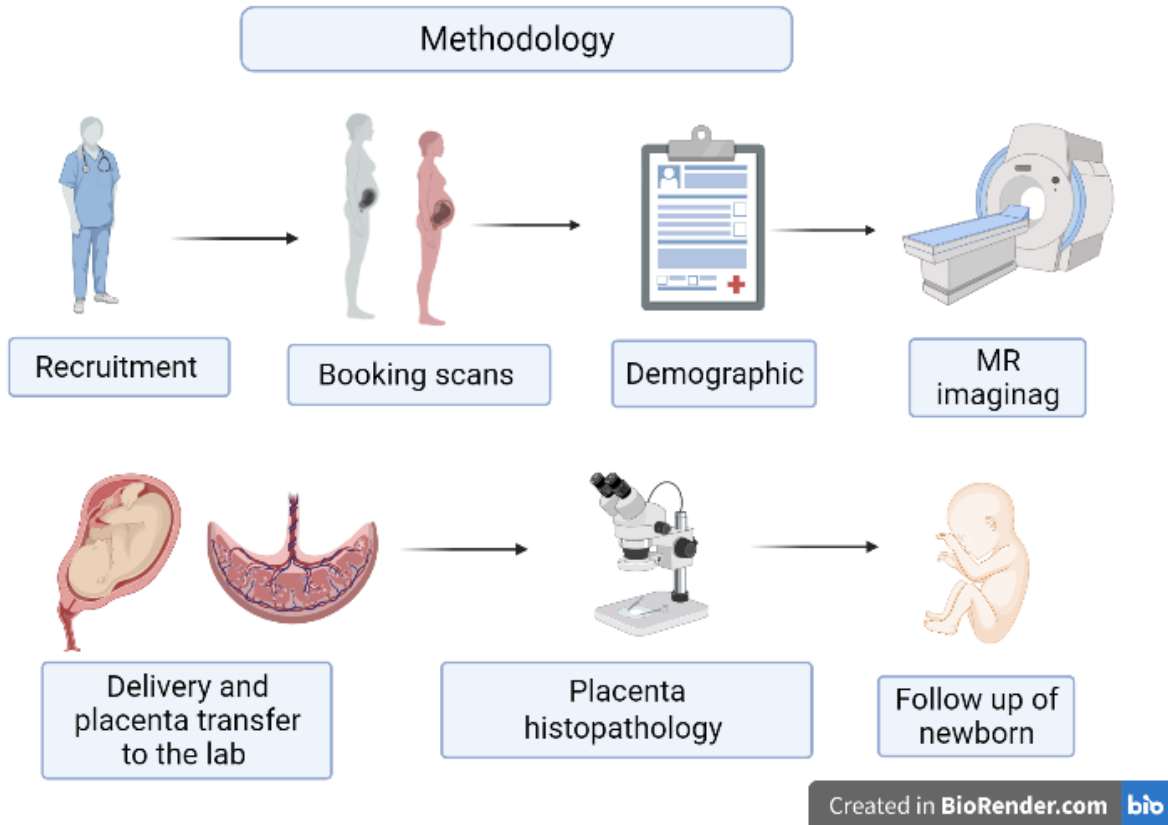 Methodology
Recruitment
Booking scans
Demographic
MR
imaginag
Delivery and
placenta transfer
to the lab
Placenta
histopathology
Follow up of
newborn
Created in BioRender.com bio